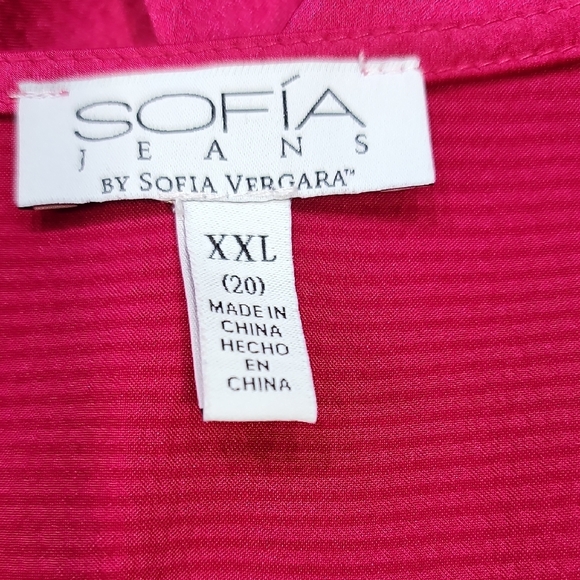 SOFÍA
JEANS
BY SOFIA VERGARA™
XXL
(20)
MADE IN
CHINA
HECHO
EN
CHINA